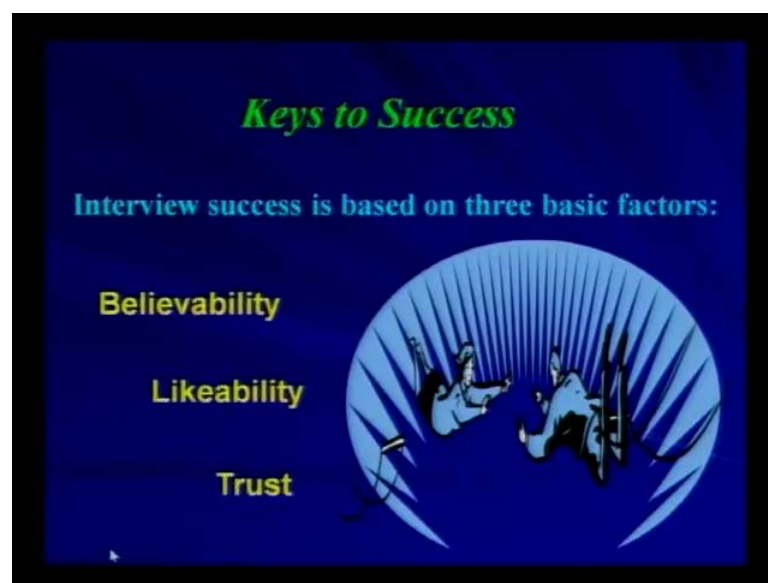 Keys to Success
Interview success is based on three basic factors:
Believability
Likeability
Trust